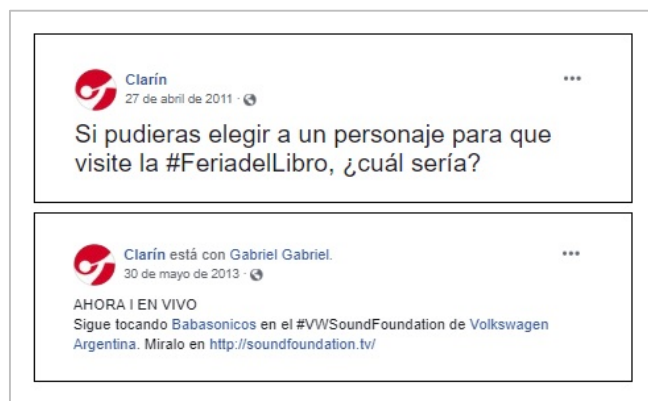 Clarín
27 de abril de 2011 ·
Si pudieras elegir a un personaje para que
visite la #FeriadelLibro, ¿cuál sería?
Clarín está con Gabriel Gabriel.
30 de mayo de 2013 ·
AHORA I EN VIVO
Sigue tocando Babasonicos en el #VWSoundFoundation de Volkswagen
Argentina. Miralo en http://soundfoundation.tv/